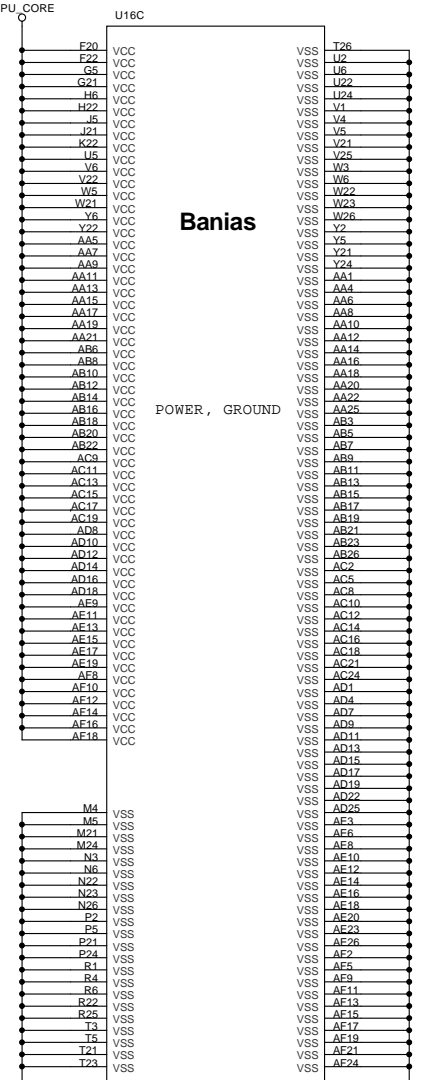 PU_CORE
U16C
Banias
POWER, GROUND
F20 VCC VSS T26
F22 VCC VSS U2
G5 VCC VSS U6
G21 VCC VSS U22
H6 VCC VSS U24
H22 VCC VSS V1
J5 VCC VSS V4
J21 VCC VSS V5
K22 VCC VSS V21
U5 VCC VSS V25
V6 VCC VSS W3
V22 VCC VSS W6
W5 VCC VSS W22
W21 VCC VSS W23
Y6 VCC VSS W26
Y22 VCC VSS Y2
AA5 VCC VSS Y5
AA7 VCC VSS Y21
AA9 VCC VSS Y24
AA11 VCC VSS AA1
AA13 VCC VSS AA4
AA15 VCC VSS AA6
AA17 VCC VSS AA8
AA19 VCC VSS AA10
AA21 VCC VSS AA12
AB6 VCC VSS AA14
AB8 VCC VSS AA16
AB10 VCC VSS AA18
AB12 VCC VSS AA20
AB14 VCC VSS AA22
AB16 VCC VSS AA25
AB18 VCC VSS AB3
AB20 VCC VSS AB5
AB22 VCC VSS AB7
AC9 VCC VSS AB9
AC11 VCC VSS AB11
AC13 VCC VSS AB13
AC15 VCC VSS AB15
AC17 VCC VSS AB17
AC19 VCC VSS AB19
AD8 VCC VSS AB21
AD10 VCC VSS AB23
AD12 VCC VSS AB26
AD14 VCC VSS AC2
AD16 VCC VSS AC5
AD18 VCC VSS AC8
AE9 VCC VSS AC10
AE11 VCC VSS AC12
AE13 VCC VSS AC14
AE15 VCC VSS AC16
AE17 VCC VSS AC18
AE19 VCC VSS AC21
AF8 VCC VSS AC24
AF10 VCC VSS AD1
AF12 VCC VSS AD4
AF14 VCC VSS AD7
AF16 VCC VSS AD9
AF18 VCC VSS AD11
VSS AD13
VSS AD15
VSS AD17
VSS AD19
VSS AD22
M4 VSS VSS AD25
M5 VSS VSS AE3
M21 VSS VSS AE6
M24 VSS VSS AE8
N3 VSS VSS AE10
N6 VSS VSS AE12
N22 VSS VSS AE14
N23 VSS VSS AE16
N26 VSS VSS AE18
P2 VSS VSS AE20
P5 VSS VSS AE23
P21 VSS VSS AE26
P24 VSS VSS AF2
R1 VSS VSS AF5
R4 VSS VSS AF9
R6 VSS VSS AF11
R22 VSS VSS AF13
R25 VSS VSS AF15
T3 VSS VSS AF17
T5 VSS VSS AF19
T21 VSS VSS AF21
T23 VSS VSS AF24